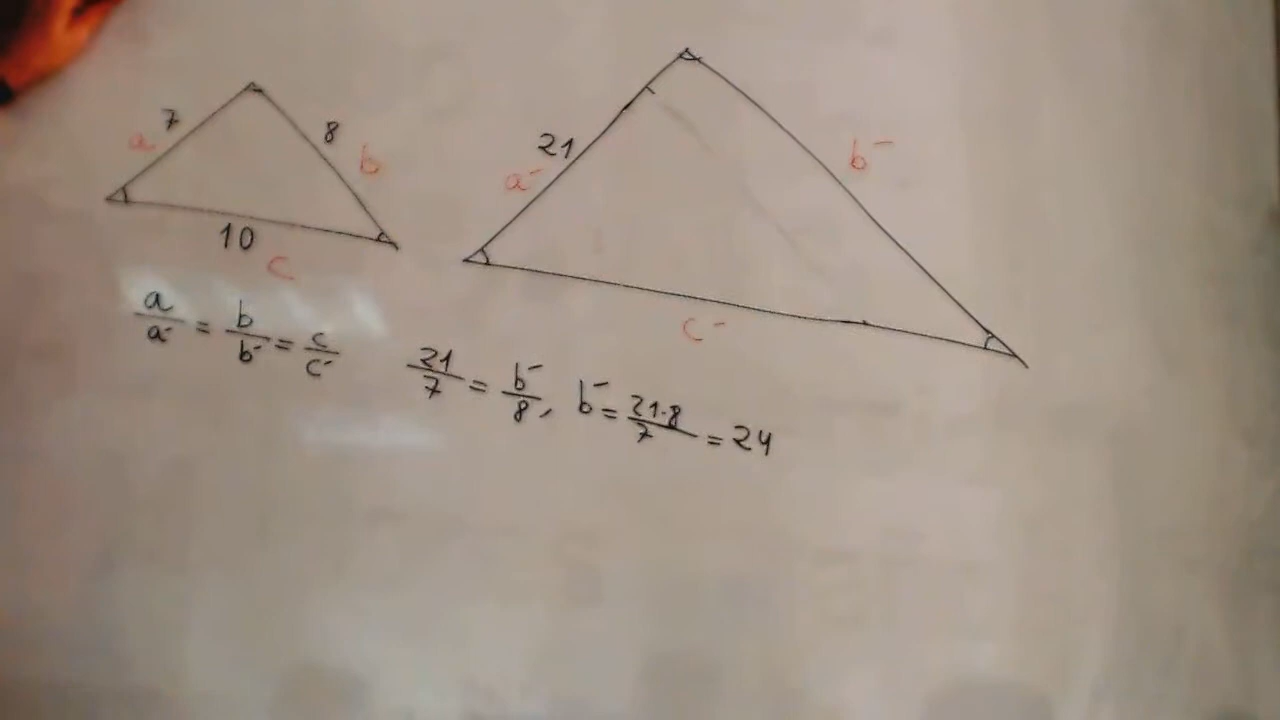 7
a
8
b
10
c
21
a-
b-
c-
a/a- = b/b- = c/c-
21/7 = b-/8, b- = 21·8/7 = 24